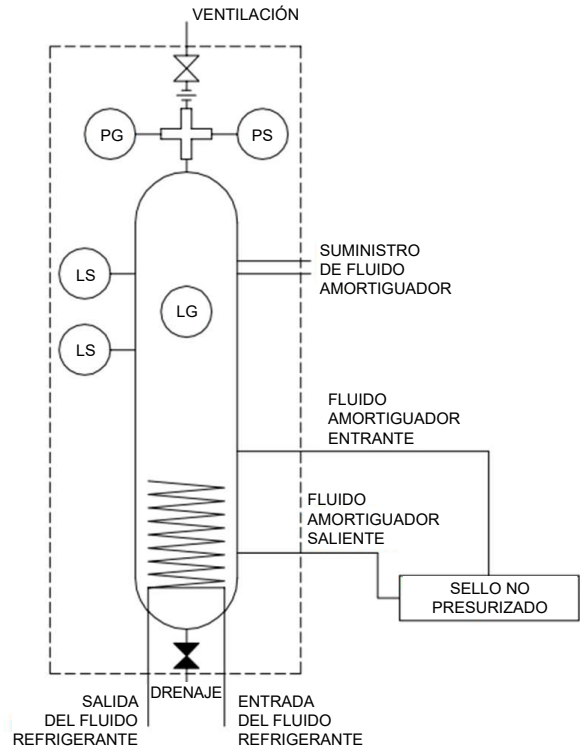 VENTILACIÓN
PG
PS
SUMINISTRO
DE FLUIDO
AMORTIGUADOR
LS
LG
LS
FLUIDO
AMORTIGUADOR
ENTRANTE
FLUIDO
AMORTIGUADOR
SALIENTE
SELLO NO
PRESURIZADO
DRENAJE
SALIDA
DEL FLUIDO
REFRIGERANTE
ENTRADA
DEL FLUIDO
REFRIGERANTE